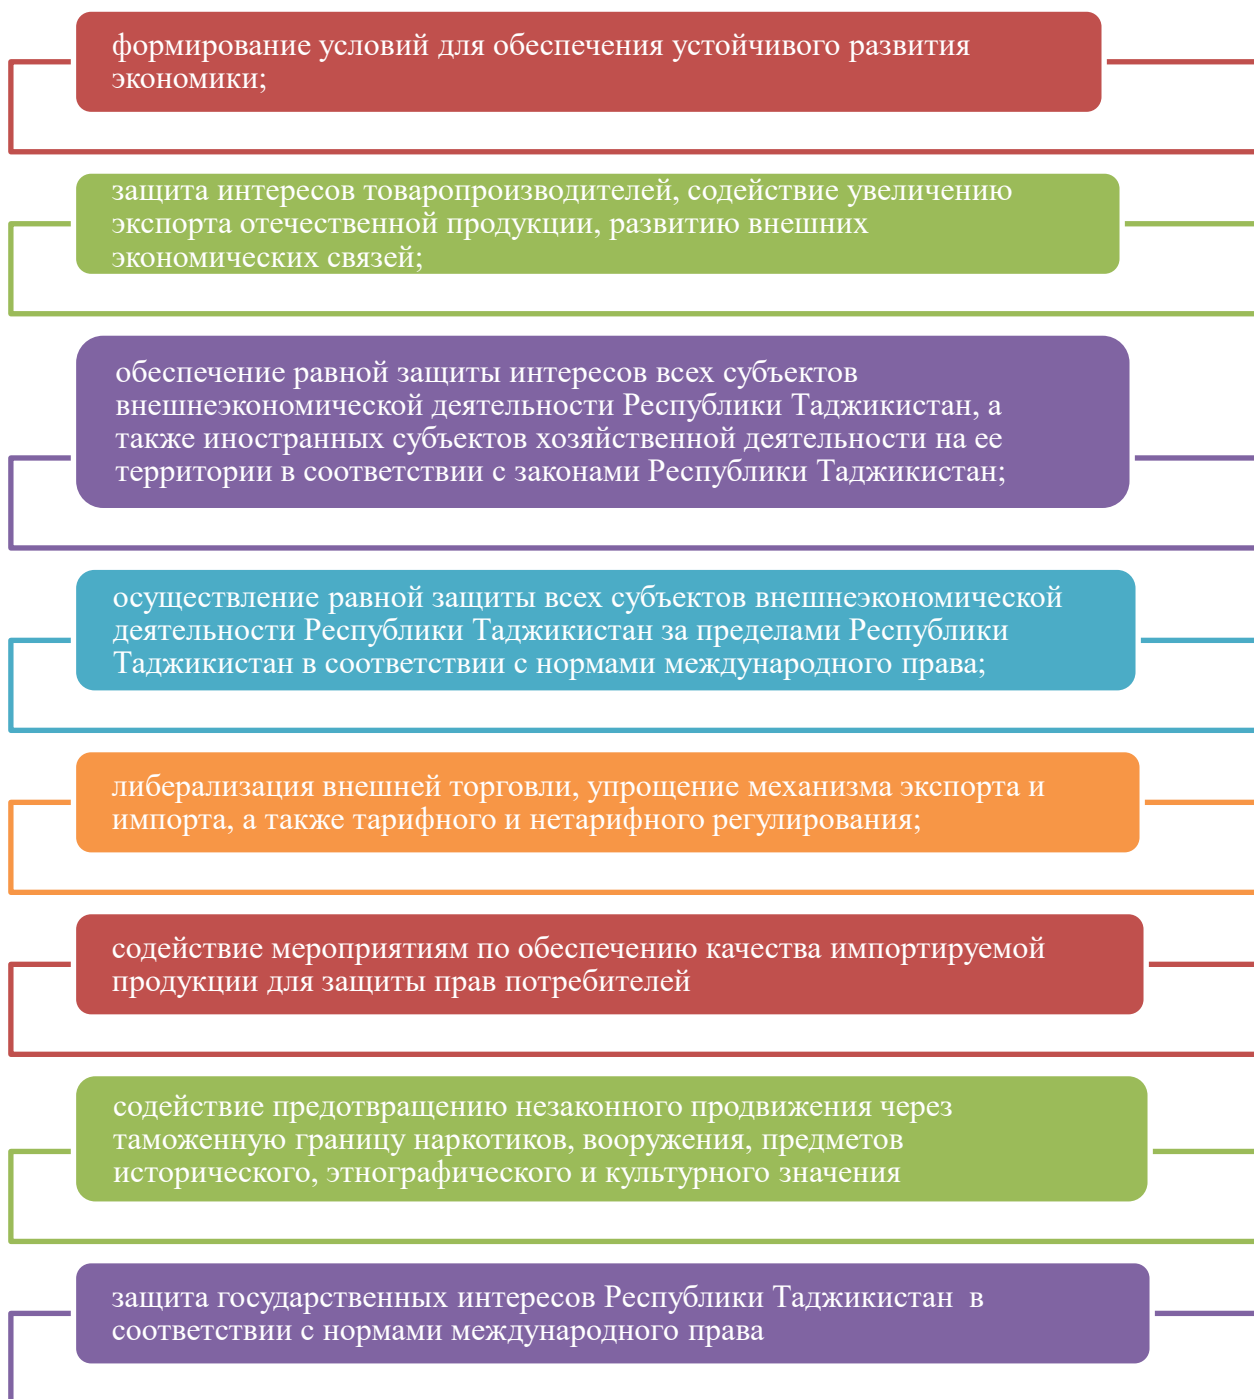 формирование условий для обеспечения устойчивого развития
экономики;
защита интересов товаропроизводителей, содействие увеличению
экспорта отечественной продукции, развитию внешних
экономических связей;
обеспечение равной защиты интересов всех субъектов
внешнеэкономической деятельности Республики Таджикистан, а
также иностранных субъектов хозяйственной деятельности на ее
территории в соответствии с законами Республики Таджикистан;
осуществление равной защиты всех субъектов внешнеэкономической
деятельности Республики Таджикистан за пределами Республики
Таджикистан в соответствии с нормами международного права;
либерализация внешней торговли, упрощение механизма экспорта и
импорта, а также тарифного и нетарифного регулирования;
содействие мероприятиям по обеспечению качества импортируемой
продукции для защиты прав потребителей
содействие предотвращению незаконного продвижения через
таможенную границу наркотиков, вооружения, предметов
исторического, этнографического и культурного значения
защита государственных интересов Республики Таджикистан в
соответствии с нормами международного права